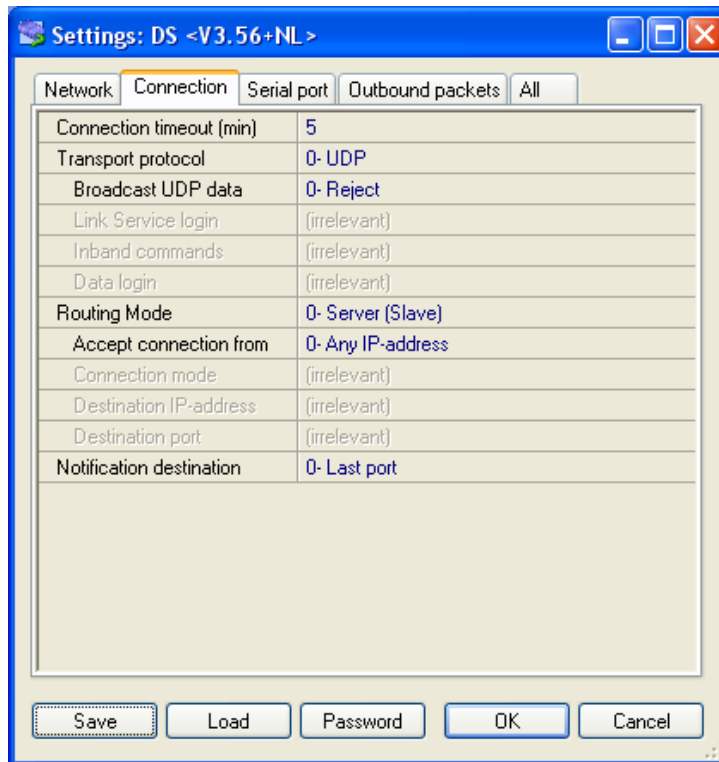 Settings: DS <V3.56+NL>
Network Connection Serial port Outbound packets All
Connection timeout (min) 5
Transport protocol 0- UDP
Broadcast UDP data 0- Reject
Link Service login (irrelevant)
Inband commands (irrelevant)
Data login (irrelevant)
Routing Mode 0- Server (Slave)
Accept connection from 0- Any IP-address
Connection mode (irrelevant)
Destination IP-address (irrelevant)
Destination port (irrelevant)
Notification destination 0- Last port
Save Load Password OK Cancel